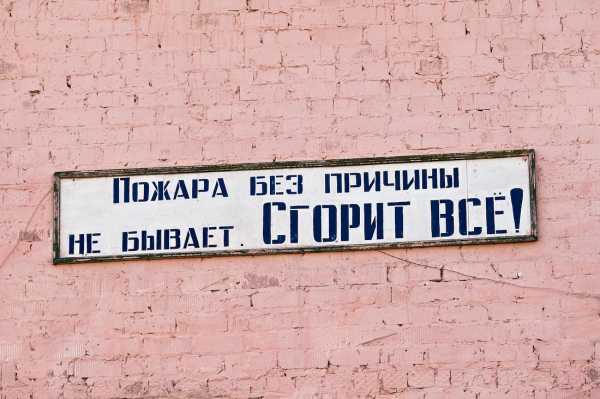 Пожара без причины
не бывает. Сгорит всё!